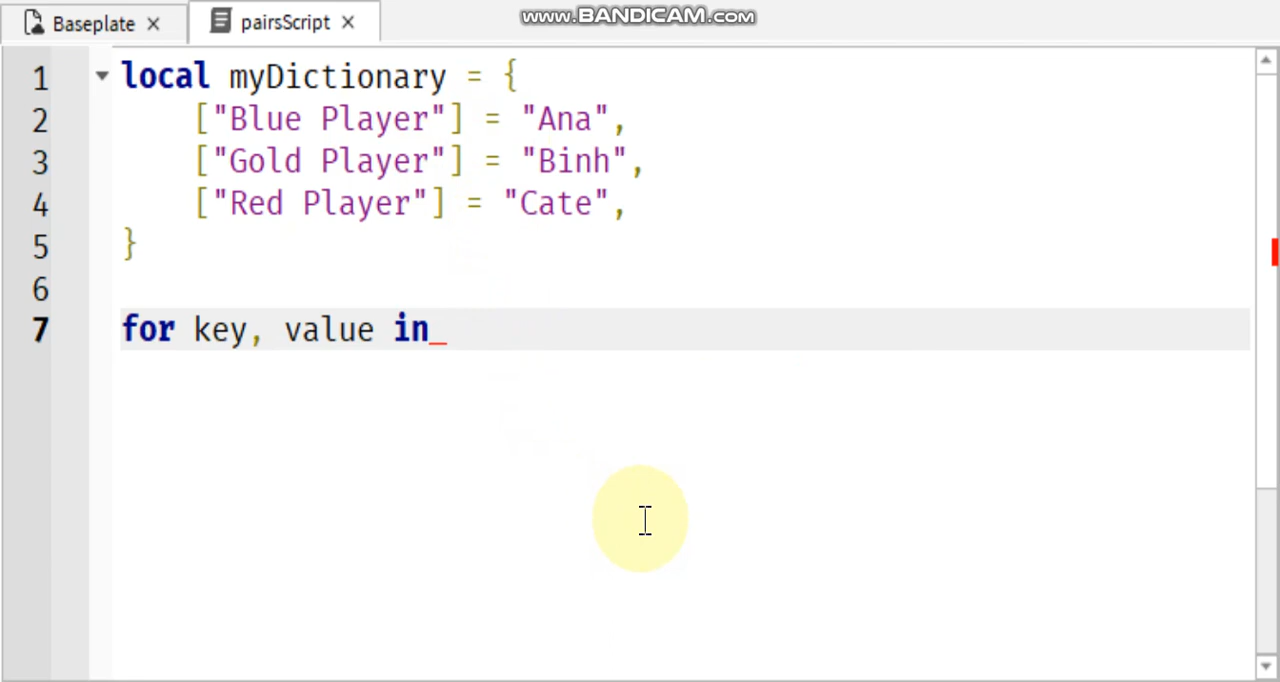 www.BANDICAM.com
Baseplate ×
pairsScript ×
1 local myDictionary = {
2 ["Blue Player"] = "Ana",
3 ["Gold Player"] = "Binh",
4 ["Red Player"] = "Cate",
5 }
6
7 for key, value in